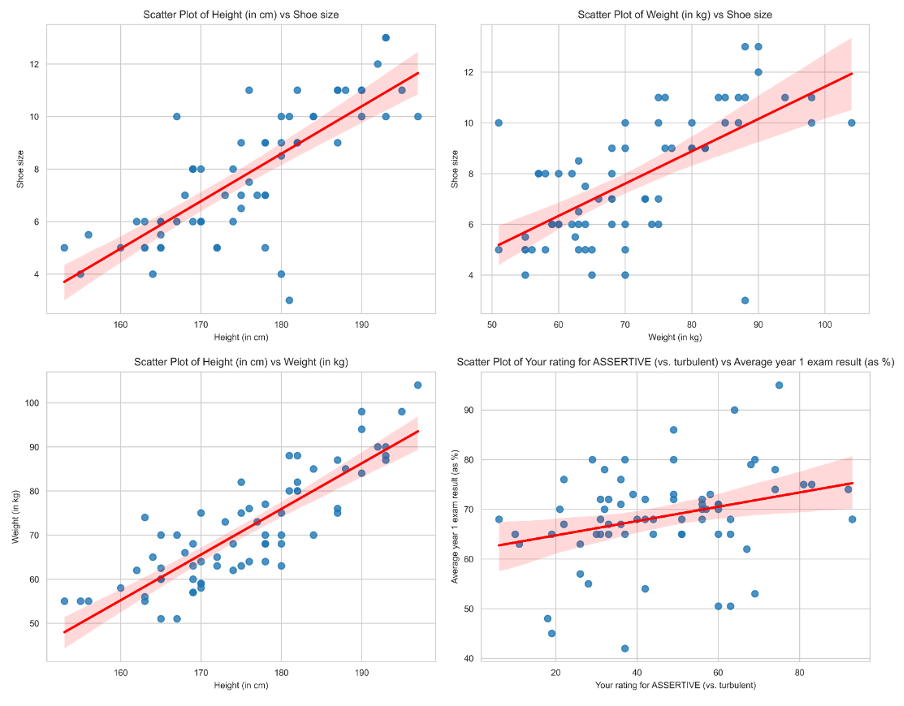 Scatter Plot of Height (in cm) vs Shoe size
12
10
8
6
4
Shoe size
160 170 180 190
Height (in cm)
Scatter Plot of Weight (in kg) vs Shoe size
12
10
8
6
4
Shoe size
50 60 70 80 90 100
Weight (in kg)
Scatter Plot of Height (in cm) vs Weight (in kg)
100
90
80
70
60
50
Weight (in kg)
160 170 180 190
Height (in cm)
Scatter Plot of Your rating for ASSERTIVE (vs. turbulent) vs Average year 1 exam result (as %)
90
80
70
60
50
40
Average year 1 exam result (as %)
20 40 60 80
Your rating for ASSERTIVE (vs. turbulent)